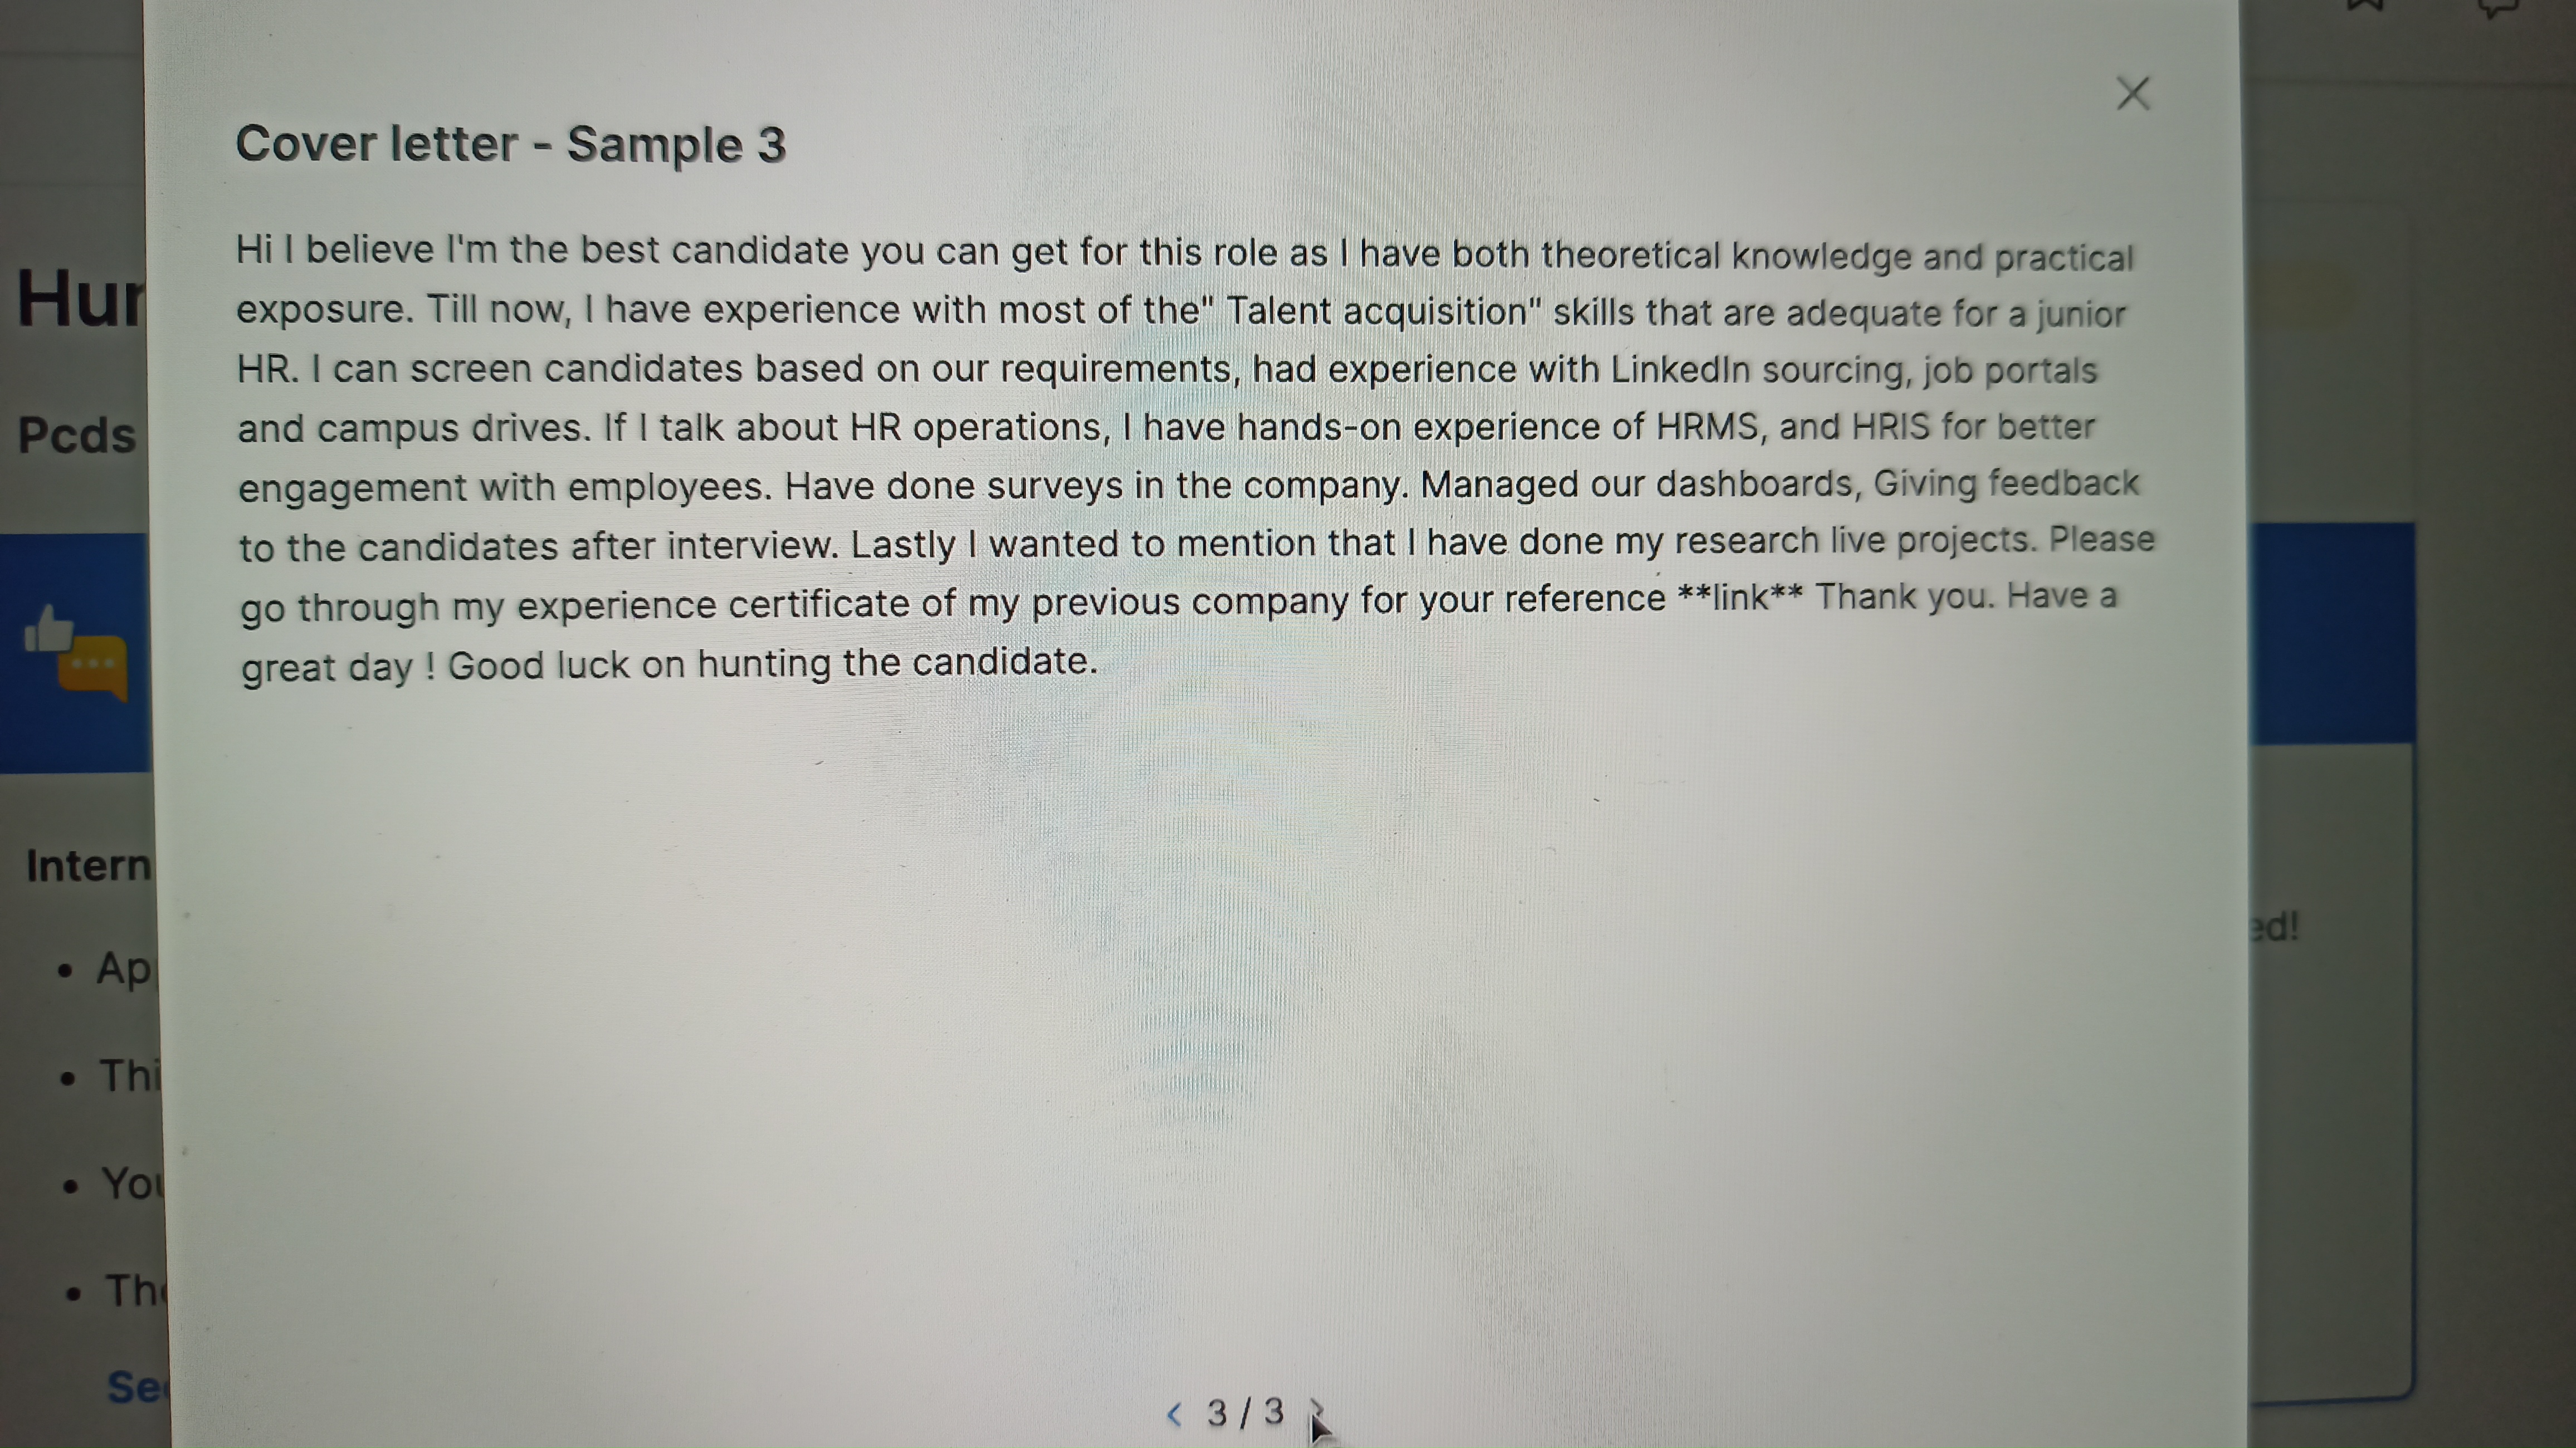 Cover letter - Sample 3
Hi I believe I'm the best candidate you can get for this role as I have both theoretical knowledge and practical
exposure. Till now, I have experience with most of the" Talent acquisition" skills that are adequate for a junior
HR. I can screen candidates based on our requirements, had experience with LinkedIn sourcing, job portals
and campus drives. If I talk about HR operations, I have hands-on experience of HRMS, and HRIS for better
engagement with employees. Have done surveys in the company. Managed our dashboards, Giving feedback
to the candidates after interview. Lastly I wanted to mention that I have done my research live projects. Please
go through my experience certificate of my previous company for your reference **link** Thank you. Have a
great day ! Good luck on hunting the candidate.
Hur
Pcds
Intern
• Ap
• Thi
• You
• The
See
ed!
< 3 / 3 >